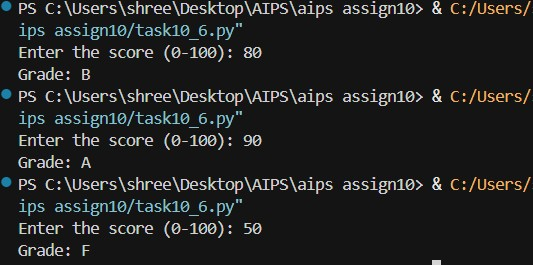 PS C:\Users\shree\Desktop\AIPS\aips assign10> & C:/Users/
ips assign10/task10_6.py"
Enter the score (0-100): 80
Grade: B
PS C:\Users\shree\Desktop\AIPS\aips assign10> & C:/Users/
ips assign10/task10_6.py"
Enter the score (0-100): 90
Grade: A
PS C:\Users\shree\Desktop\AIPS\aips assign10> & C:/Users/
ips assign10/task10_6.py"
Enter the score (0-100): 50
Grade: F